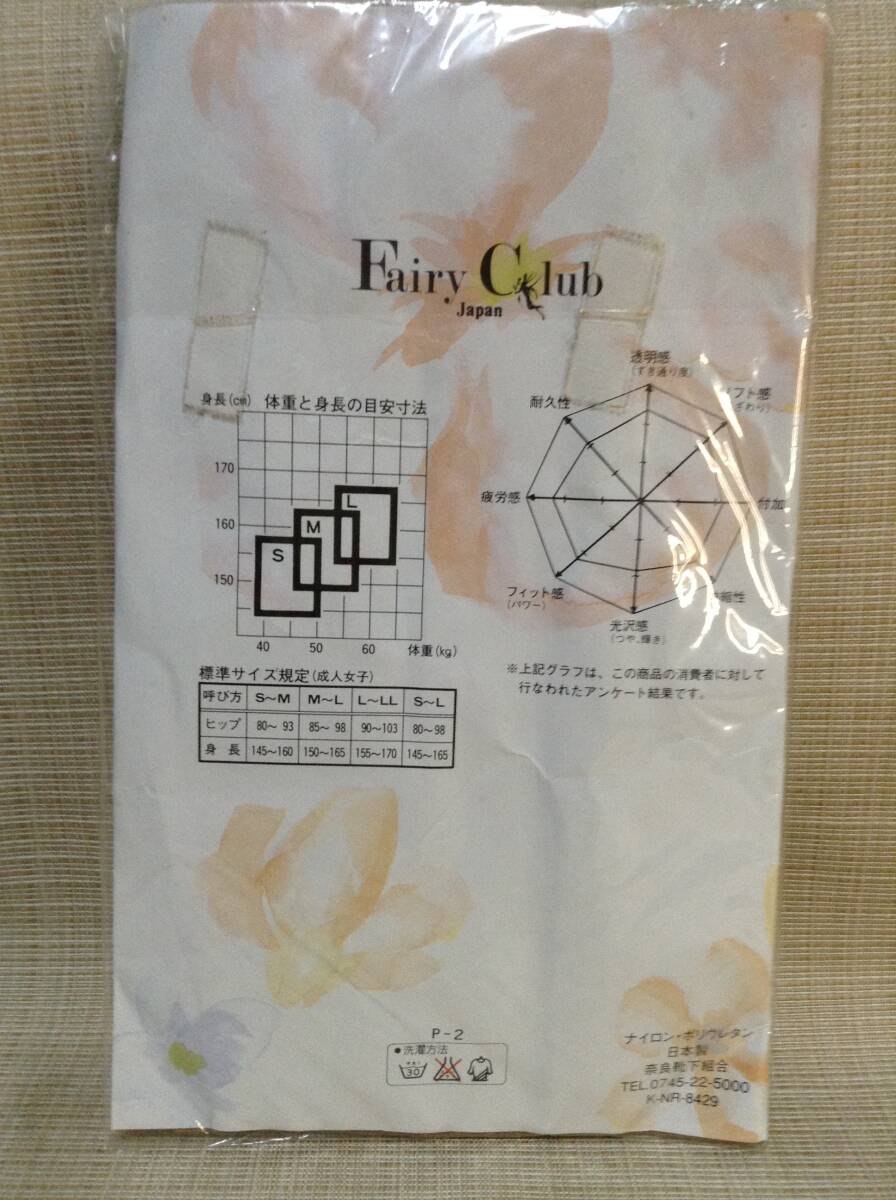 Fairy Club
Japan
身長(cm) 体重と身長の目安寸法
170
160
150
S
M
L
40 50 60 体重(kg)
透明感
(すき通り度)
フト感
ざわり)
付加
縮性
光沢感
(つや、輝き)
フィット感
(パワー)
疲労感
耐久性
※上記グラフは、この商品の消費者に対して
行なわれたアンケート結果です。
標準サイズ規定(成人女子)
呼び方 S〜M M〜L L〜LL S〜L
ヒップ 80〜93 85〜98 90〜103 80〜98
身長 145〜160 150〜165 155〜170 145〜165
P-2
●洗濯方法
30
ナイロン・ポリウレタン
日本製
奈良靴下組合
TEL.0745-22-5000
K-NR-8429